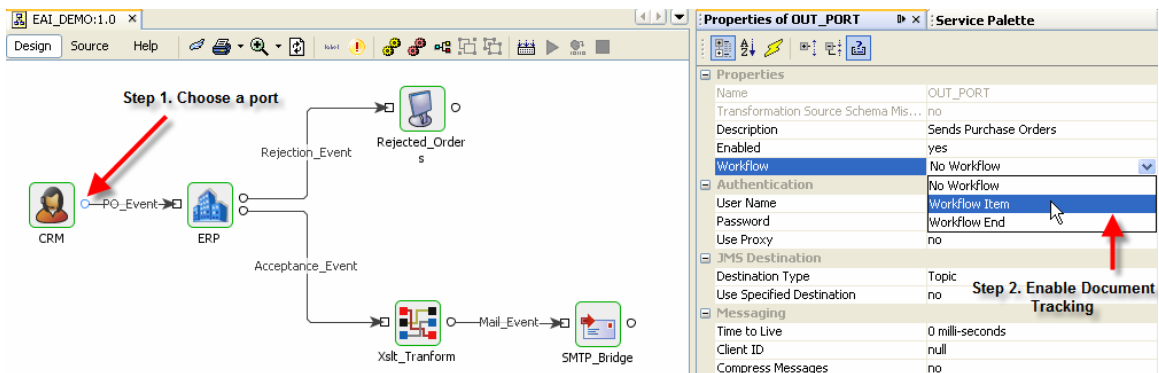 EAI_DEMO:1.0
Design Source Help
Step 1. Choose a port
Rejection_Event
Rejected_Order
s
PO_Event
CRM
ERP
Acceptance_Event
Mail_Event
Xslt_Tranform
SMTP_Bridge
Properties of OUT_PORT
Service Palette
Properties
Name OUT_PORT
Transformation Source Schema Mis... no
Description Sends Purchase Orders
Enabled yes
Workflow No Workflow
No Workflow
Workflow Item
Workflow End
Authentication
User Name
Password
Use Proxy no
JMS Destination
Destination Type Topic
Use Specified Destination no
Step 2. Enable Document
Tracking
Messaging
Time to Live 0 milli-seconds
Client ID null
Compress Messages no